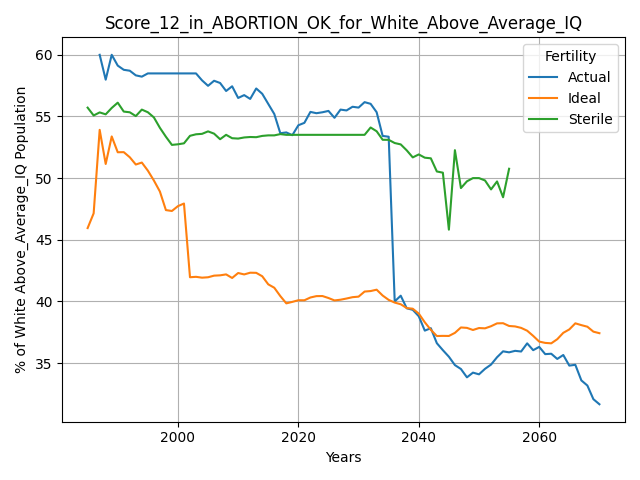 Score_12_in_ABORTION_OK_for_White_Above_Average_IQ
% of White Above_Average_IQ Population
60
55
50
45
40
35
Fertility
Actual
Ideal
Sterile
2000
2020
2040
2060
Years